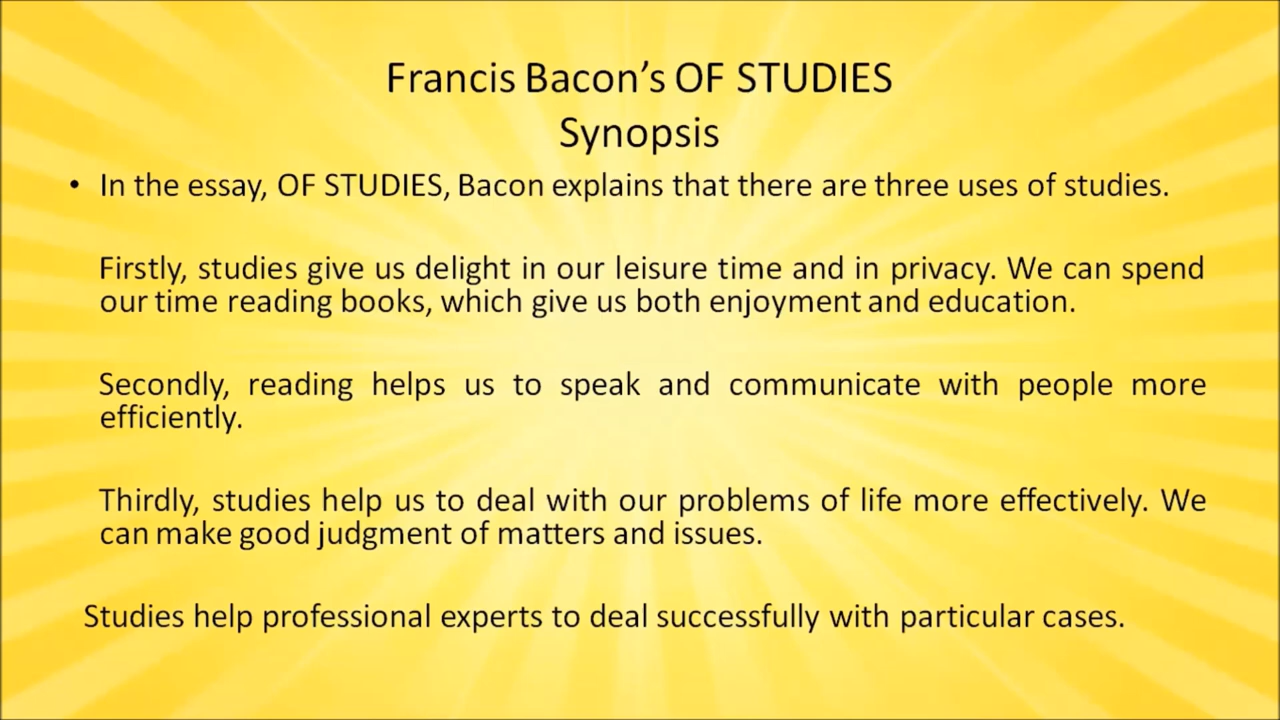 Francis Bacon’s OF STUDIES
Synopsis
• In the essay, OF STUDIES, Bacon explains that there are three uses of studies.
Firstly, studies give us delight in our leisure time and in privacy. We can spend
our time reading books, which give us both enjoyment and education.
Secondly, reading helps us to speak and communicate with people more
efficiently.
Thirdly, studies help us to deal with our problems of life more effectively. We
can make good judgment of matters and issues.
Studies help professional experts to deal successfully with particular cases.